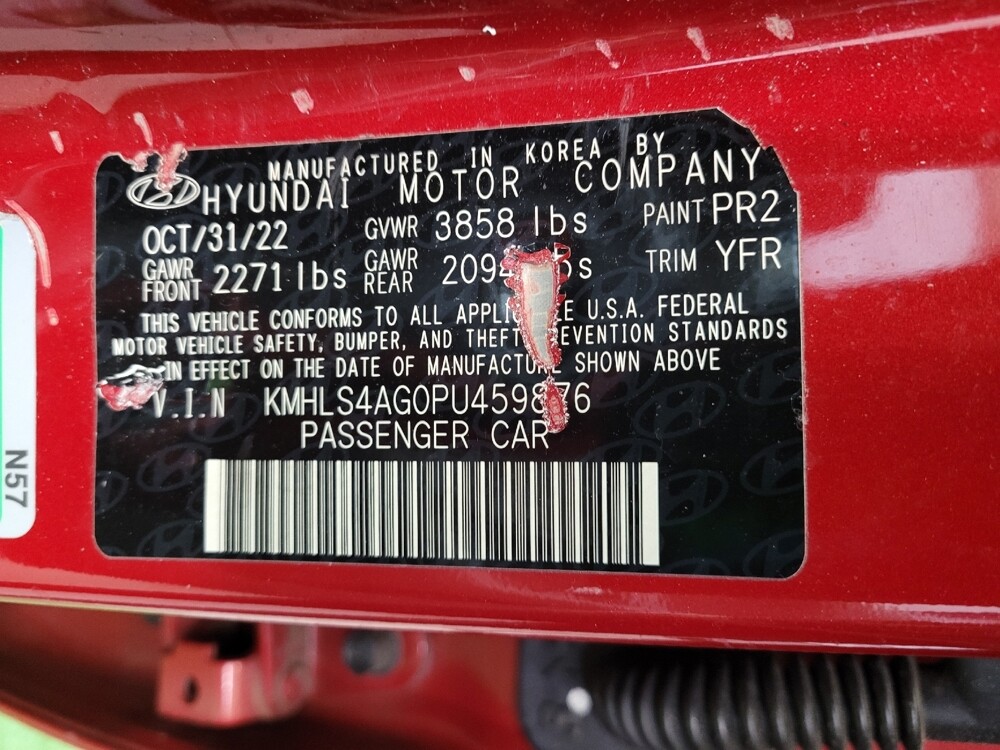 MANUFACTURED IN KOREA BY
HYUNDAI MOTOR COMPANY
OCT/31/22 GVWR 3858 lbs PAINT PR2
GAWR FRONT 2271 lbs GAWR REAR TRIM YFR
THIS VEHICLE CONFORMS TO ALL U.S.A. FEDERAL
MOTOR VEHICLE SAFETY, BUMPER, AND THEFT STANDARDS
IN EFFECT ON THE DATE OF MANUFACTURE SHOWN ABOVE
V.I.N KMHLS4AG0PU459876
PASSENGER CAR
N57